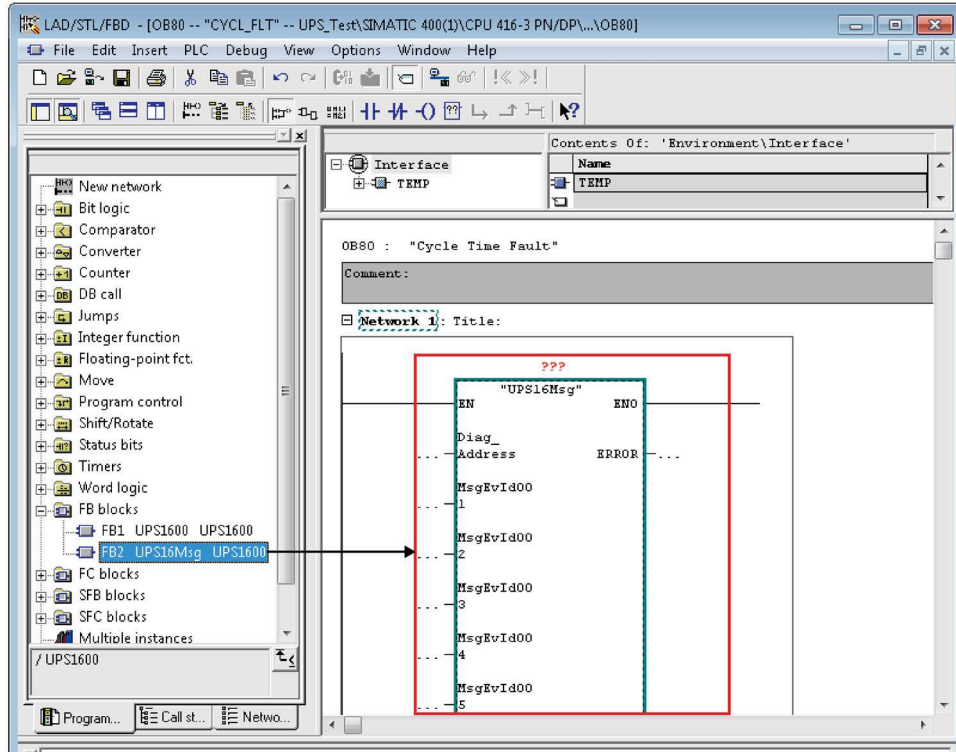 LAD/STL/FBD - [OB80 -- "CYCL_FLT" -- UPS_Test\SIMATIC 400(1)\CPU 416-3 PN/DP\...\OB80]
File Edit Insert PLC Debug View Options Window Help
New network
Bit logic
Comparator
Converter
Counter
DB call
Jumps
Integer function
Floating-point fct.
Move
Program control
Shift/Rotate
Status bits
Timers
Word logic
FB blocks
FB1 UPS1600 UPS1600
FB2 UPS16Msg UPS1600
FC blocks
SFB blocks
SFC blocks
Multiple instances
/ UPS1600
Program...
Call st...
Netwo...
Contents Of: 'Environment\Interface'
Interface
TEMP
Name
TEMP
OB80 : "Cycle Time Fault"
Comment:
Network 1: Title:
???
"UPS16Msg"
EN ENO
Diag_
... Address ERROR ...
MsgEvId00
... 1
MsgEvId00
... 2
MsgEvId00
... 3
MsgEvId00
... 4
MsgEvId00
... 5